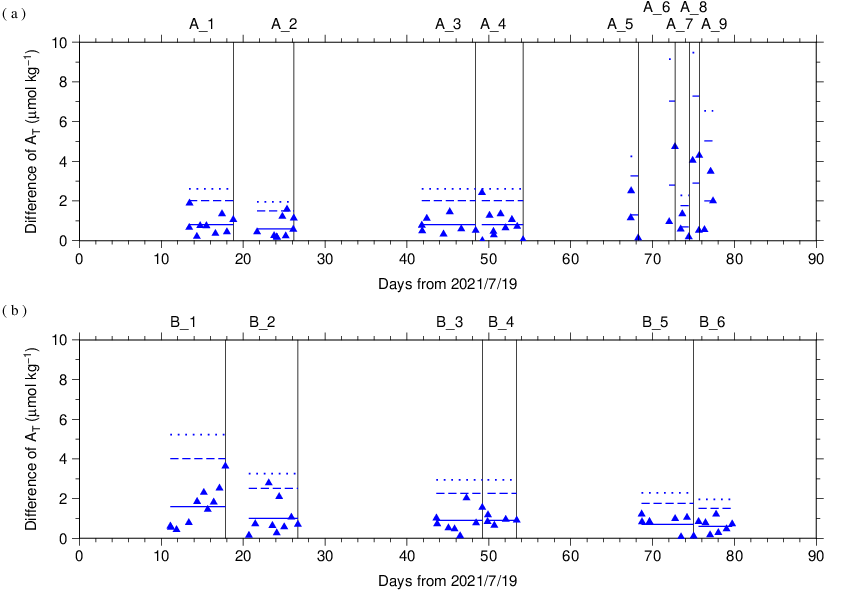 ( a )
A_6 A_8
A_1 A_2 A_3 A_4 A_5 A_7 A_9
10
8
6
4
2
0
Difference of A_T (μmol kg⁻¹)
0 10 20 30 40 50 60 70 80 90
Days from 2021/7/19
( b )
B_1 B_2 B_3 B_4 B_5 B_6
10
8
6
4
2
0
Difference of A_T (μmol kg⁻¹)
0 10 20 30 40 50 60 70 80 90
Days from 2021/7/19